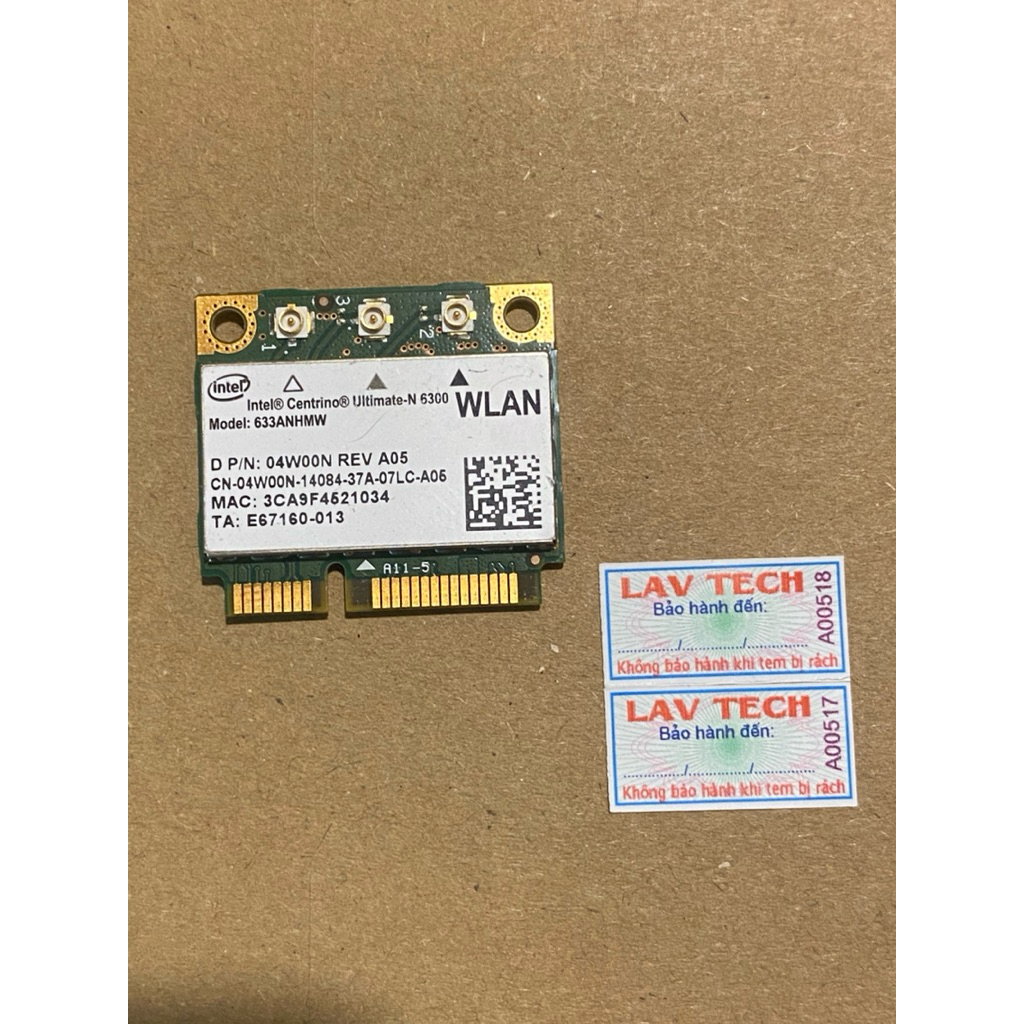 1 3 2
intel
Intel® Centrino® Ultimate-N 6300
WLAN
Model: 633ANHMW
D P/N: 04W00N REV A05
CN-04W00N-14084-37A-07LC-A05
MAC: 3CA9F4521034
TA: E67160-013
A11-5
LAV TECH
Bảo hành đến:
......../......../........
Không bảo hành khi tem bị rách
A00518
LAV TECH
Bảo hành đến:
......../......../........
Không bảo hành khi tem bị rách
A00517